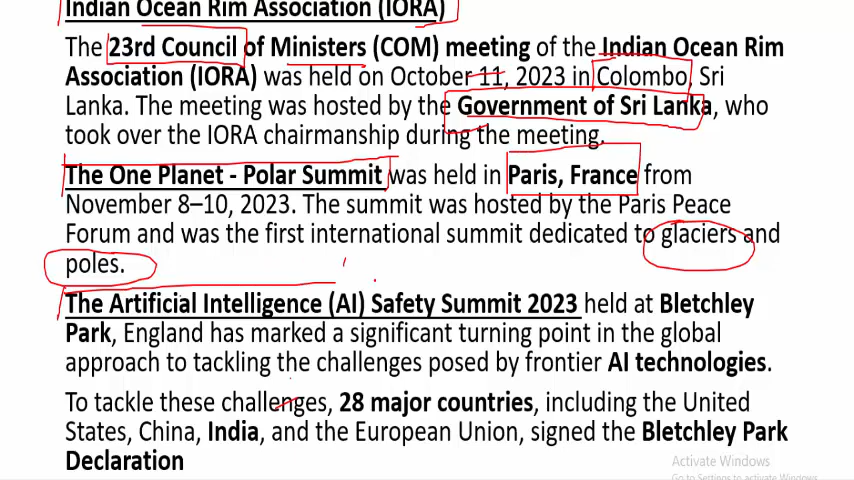 Indian Ocean Rim Association (IORA)
The 23rd Council of Ministers (COM) meeting of the Indian Ocean Rim
Association (IORA) was held on October 11, 2023 in Colombo, Sri
Lanka. The meeting was hosted by the Government of Sri Lanka, who
took over the IORA chairmanship during the meeting.
The One Planet - Polar Summit was held in Paris, France from
November 8–10, 2023. The summit was hosted by the Paris Peace
Forum and was the first international summit dedicated to glaciers and
poles.
The Artificial Intelligence (AI) Safety Summit 2023 held at Bletchley
Park, England has marked a significant turning point in the global
approach to tackling the challenges posed by frontier AI technologies.
To tackle these challenges, 28 major countries, including the United
States, China, India, and the European Union, signed the Bletchley Park
Declaration
Activate Windows
Go to Settings to activate Windows.